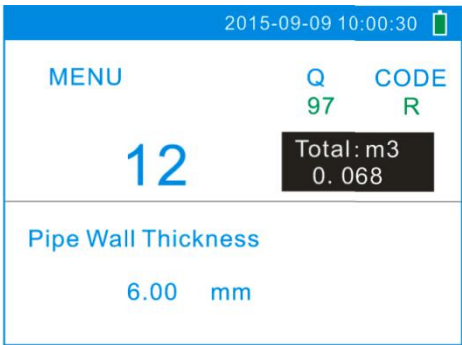 2015-09-09 10:00:30
MENU Q CODE
97 R
12
Total: m3
0. 068
Pipe Wall Thickness
6.00 mm